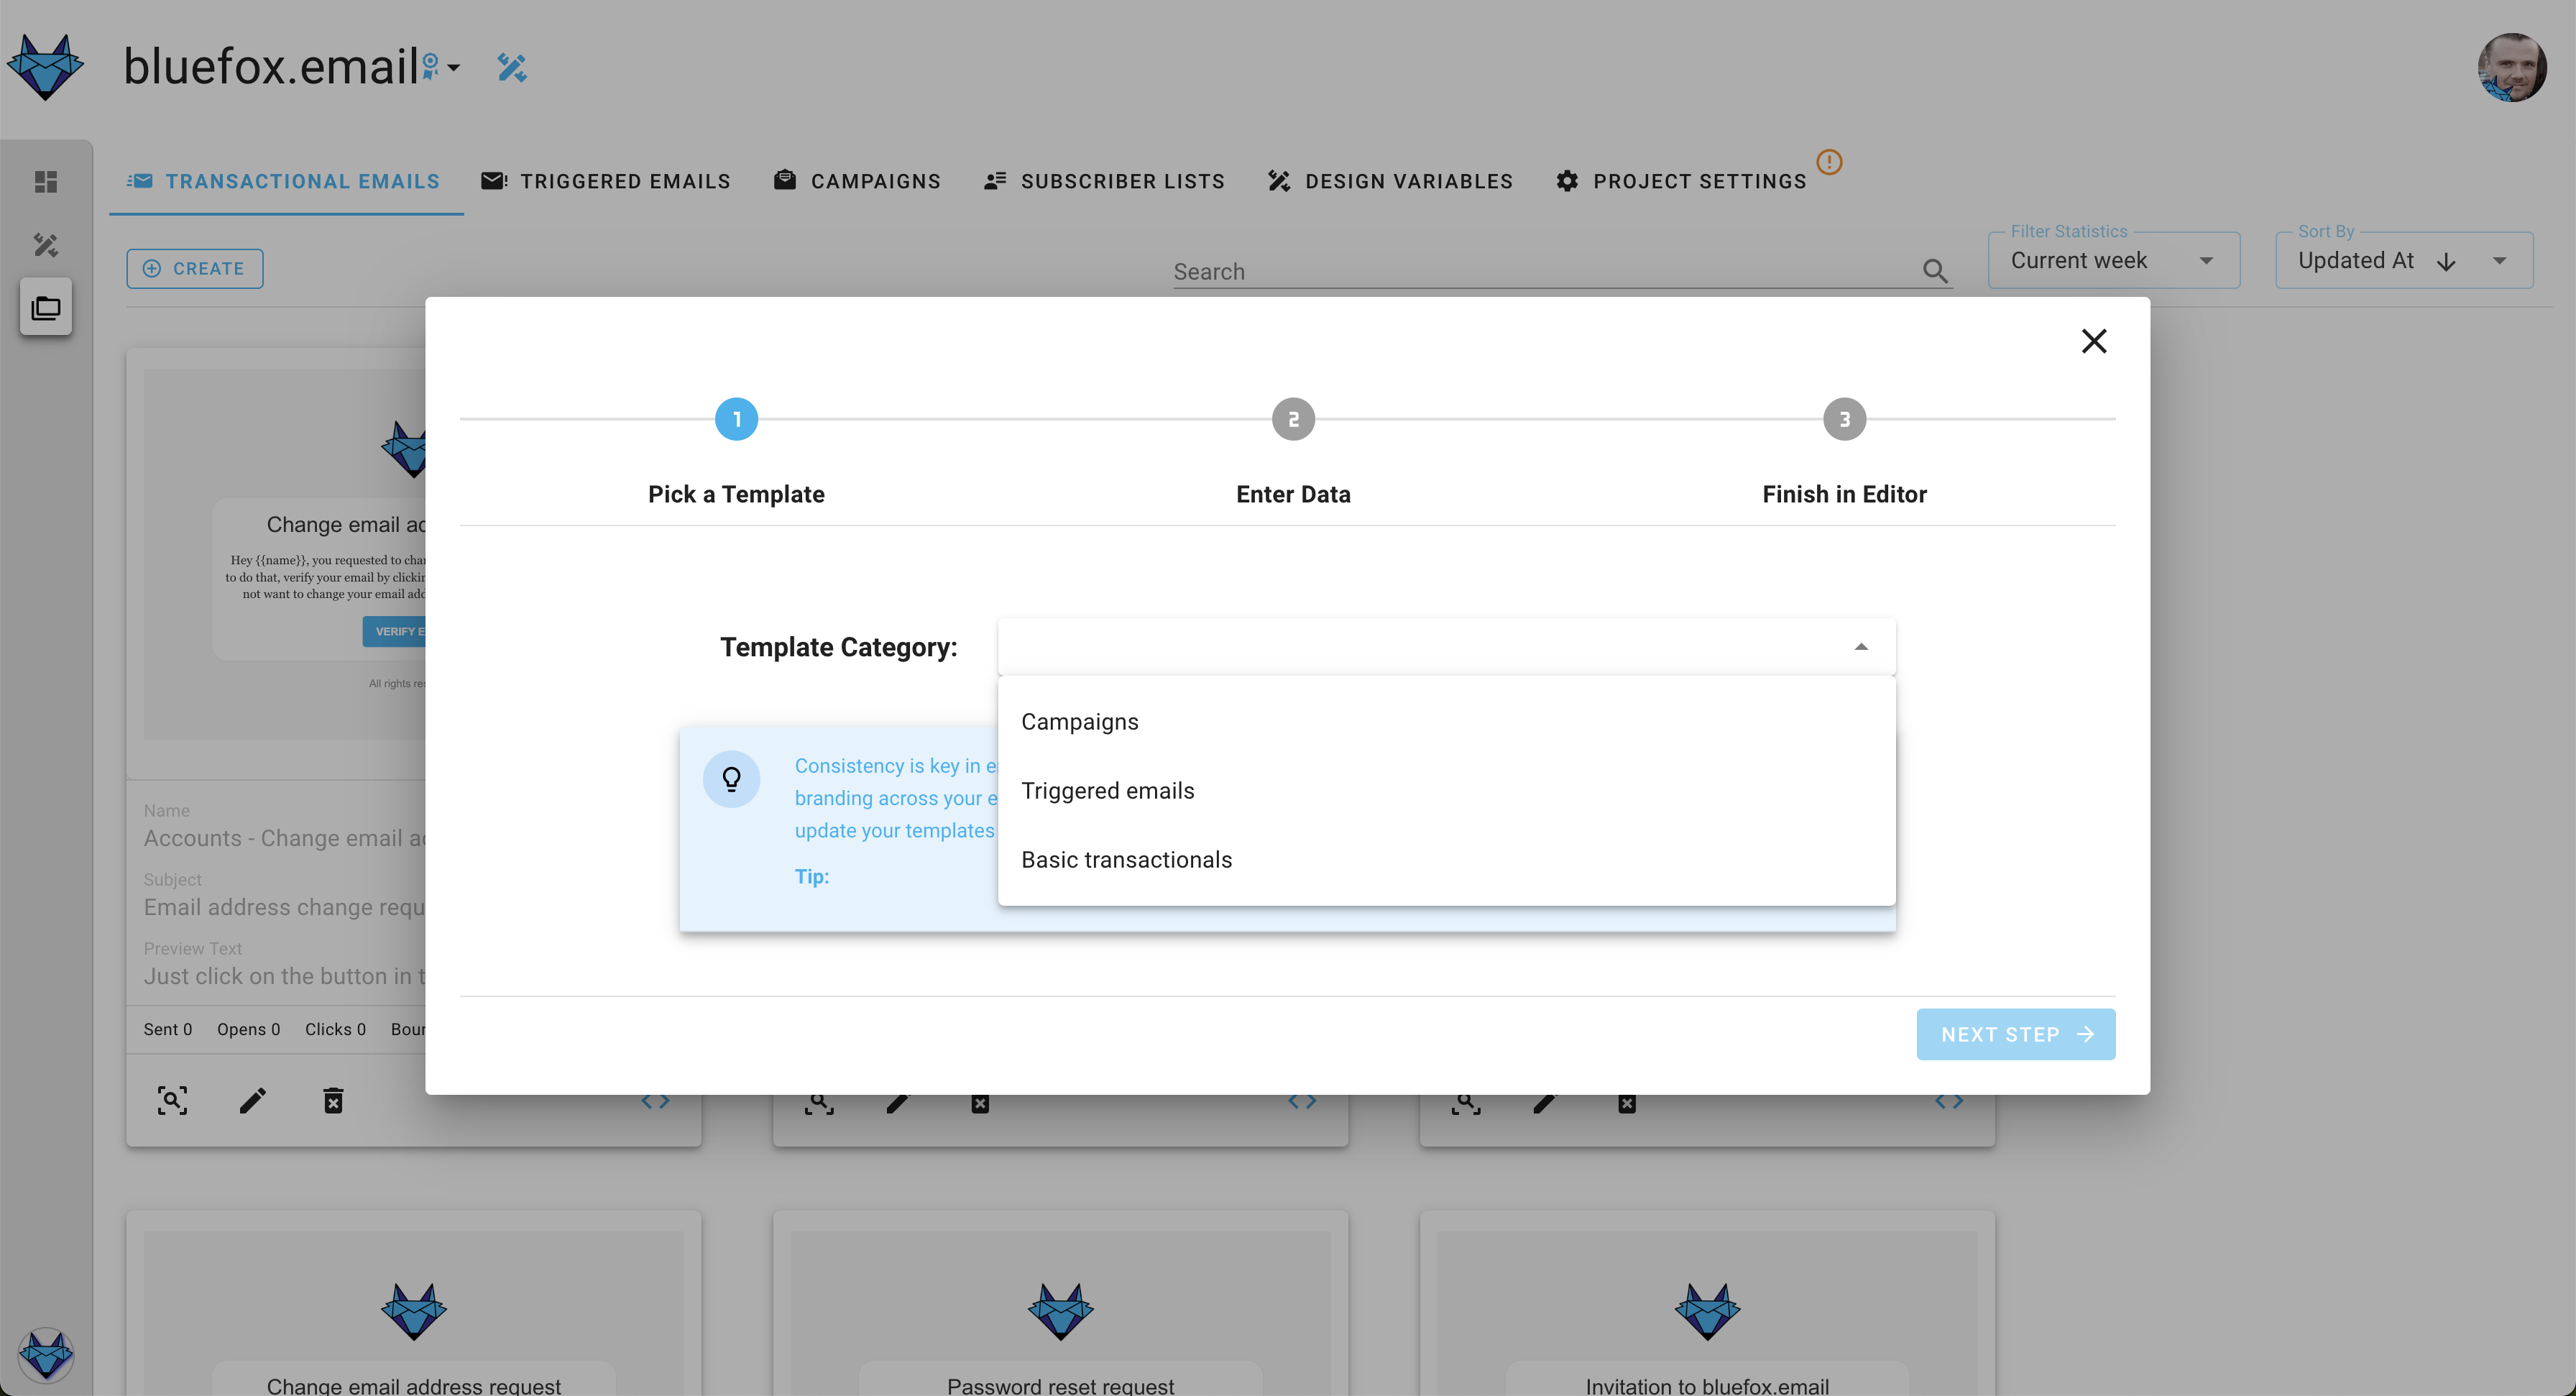 bluefox.email
TRANSACTIONAL EMAILS
TRIGGERED EMAILS
CAMPAIGNS
SUBSCRIBER LISTS
DESIGN VARIABLES
PROJECT SETTINGS
CREATE
Search
Filter Statistics
Current week
Sort By
Updated At
1
2
3
Pick a Template
Enter Data
Finish in Editor
Template Category:
Campaigns
Triggered emails
Basic transactionals
Consistency is key in e
branding across your e
update your templates
Tip:
NEXT STEP
Change email ad
Hey {{name}}, you requested to chan
to do that, verify your email by clickin
not want to change your email add
VERIFY E
All rights res
Name
Accounts - Change email ad
Subject
Email address change requ
Preview Text
Just click on the button in t
Sent 0
Opens 0
Clicks 0
Boun
Change email address request
Password reset request
Invitation to bluefox.email